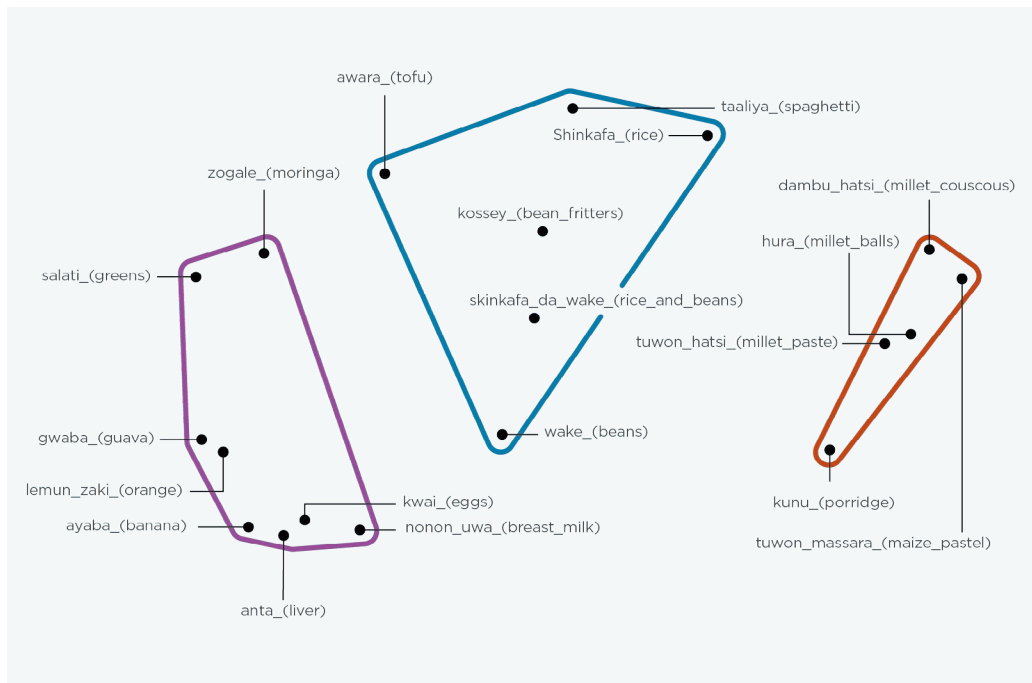 awara_(tofu)
taaliya_(spaghetti)
Shinkafa_(rice)
zogale_(moringa)
dambu_hatsi_(millet_couscous)
kossey_(bean_fritters)
hura_(millet_balls)
salati_(greens)
skinkafa_da_wake_(rice_and_beans)
tuwon_hatsi_(millet_paste)
wake_(beans)
gwaba_(guava)
lemun_zaki_(orange)
kwai_(eggs)
kunu_(porridge)
ayaba_(banana)
nonon_uwa_(breast_milk)
tuwon_massara_(maize_pastel)
anta_(liver)